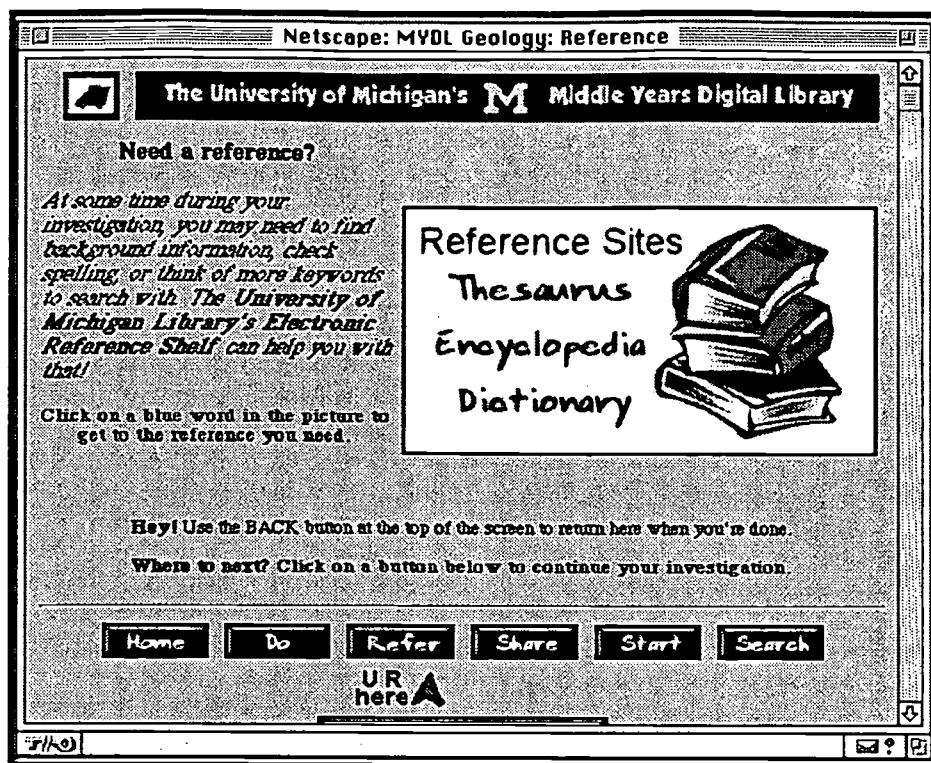 Netscape: MYDL Geology: Reference
The University of Michigan's M Middle Years Digital Library
Need a reference?
At some time during your
investigation, you may need to find
background information, check
spelling, or think of more keywords
to search with. The University of
Michigan Library's Electronic
Reference Shelf can help you with
that!
Click on a blue word in the picture to
get to the reference you need.
Reference Sites
Thesaurus
Encyclopedia
Dictionary
Hey! Use the BACK button at the top of the screen to return here when you're done.
Where to next? Click on a button below to continue your investigation.
Home Do Refer Share Start Search
U R
here
?